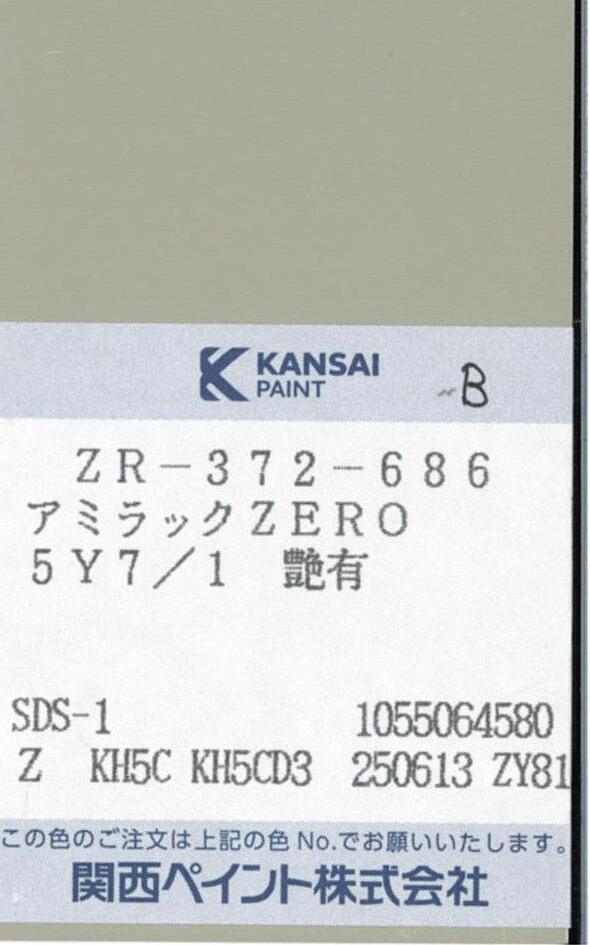 KANSAI
PAINT
B
ZR-372-686
アミラックZERO
5Y7/1 艶有
SDS-1 1055064580
Z KH5C KH5CD3 250613 ZY81
この色のご注文は上記の色No.でお願いいたします。
関西ペイント株式会社